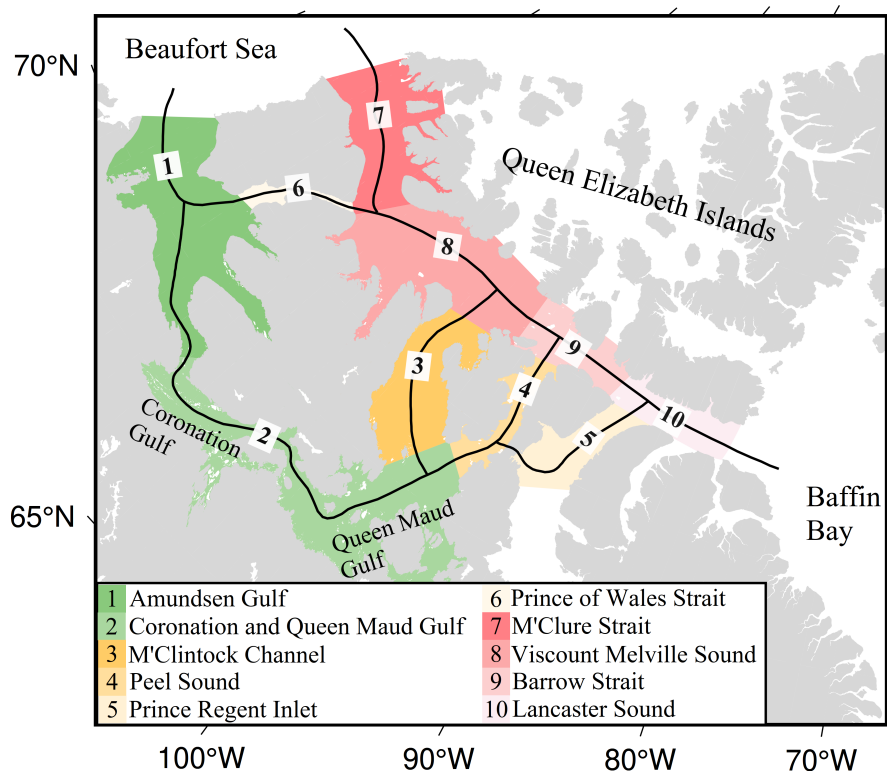 Beaufort Sea
70°N
7
Queen Elizabeth Islands
1
6
8
9
3
4
10
Coronation
Gulf
2
5
Baffin
Bay
65°N
Queen Maud
Gulf
1 Amundsen Gulf
2 Coronation and Queen Maud Gulf
3 M'Clintock Channel
4 Peel Sound
5 Prince Regent Inlet
6 Prince of Wales Strait
7 M'Clure Strait
8 Viscount Melville Sound
9 Barrow Strait
10 Lancaster Sound
100°W
90°W
80°W
70°W